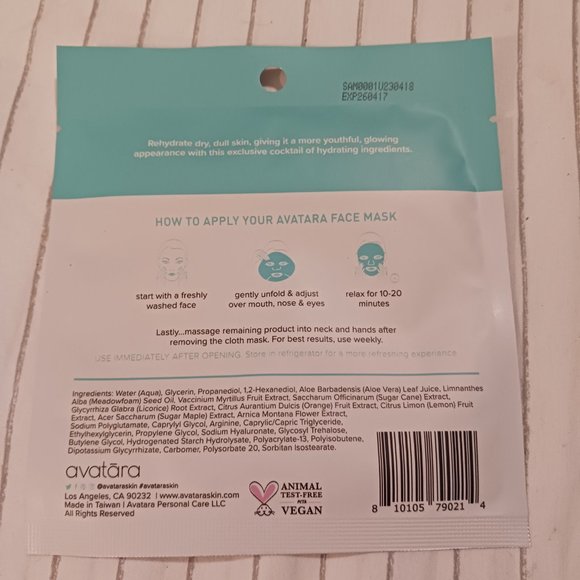 SAM0001U230418
EXP260417
Rehydrate dry, dull skin, giving it a more youthful, glowing
appearance with this exclusive cocktail of hydrating ingredients.
HOW TO APPLY YOUR AVATARA FACE MASK
start with a freshly
washed face
gently unfold & adjust
over mouth, nose & eyes
relax for 10-20
minutes
Lastly...massage remaining product into neck and hands after
removing the cloth mask. For best results, use weekly.
USE IMMEDIATELY AFTER OPENING. Store in refrigerator for a more refreshing experience.
Ingredients: Water (Aqua), Glycerin, Propanediol, 1,2-Hexanediol, Aloe Barbadensis (Aloe Vera) Leaf Juice, Limnanthes
Alba (Meadowfoam) Seed Oil, Vaccinium Myrtillus Fruit Extract, Saccharum Officinarum (Sugar Cane) Extract,
Glycyrrhiza Glabra (Licorice) Root Extract, Citrus Aurantium Dulcis (Orange) Fruit Extract, Citrus Limon (Lemon) Fruit
Extract, Acer Saccharum (Sugar Maple) Extract, Arnica Montana Flower Extract,
Sodium Polyglutamate, Caprylyl Glycol, Arginine, Caprylic/Capric Triglyceride,
Ethylhexylglycerin, Propylene Glycol, Sodium Hyaluronate, Glycosyl Trehalose,
Butylene Glycol, Hydrogenated Starch Hydrolysate, Polyacrylate-13, Polyisobutene,
Dipotassium Glycyrrhizate, Carbomer, Polysorbate 20, Sorbitan Isostearate.
avatāra
@avataraskin #avataraskin
Los Angeles, CA 90232 | www.avataraskin.com
Made in Taiwan | Avatara Personal Care LLC
All Rights Reserved
ANIMAL
TEST-FREE
PETA
VEGAN
8 10105 79021 4